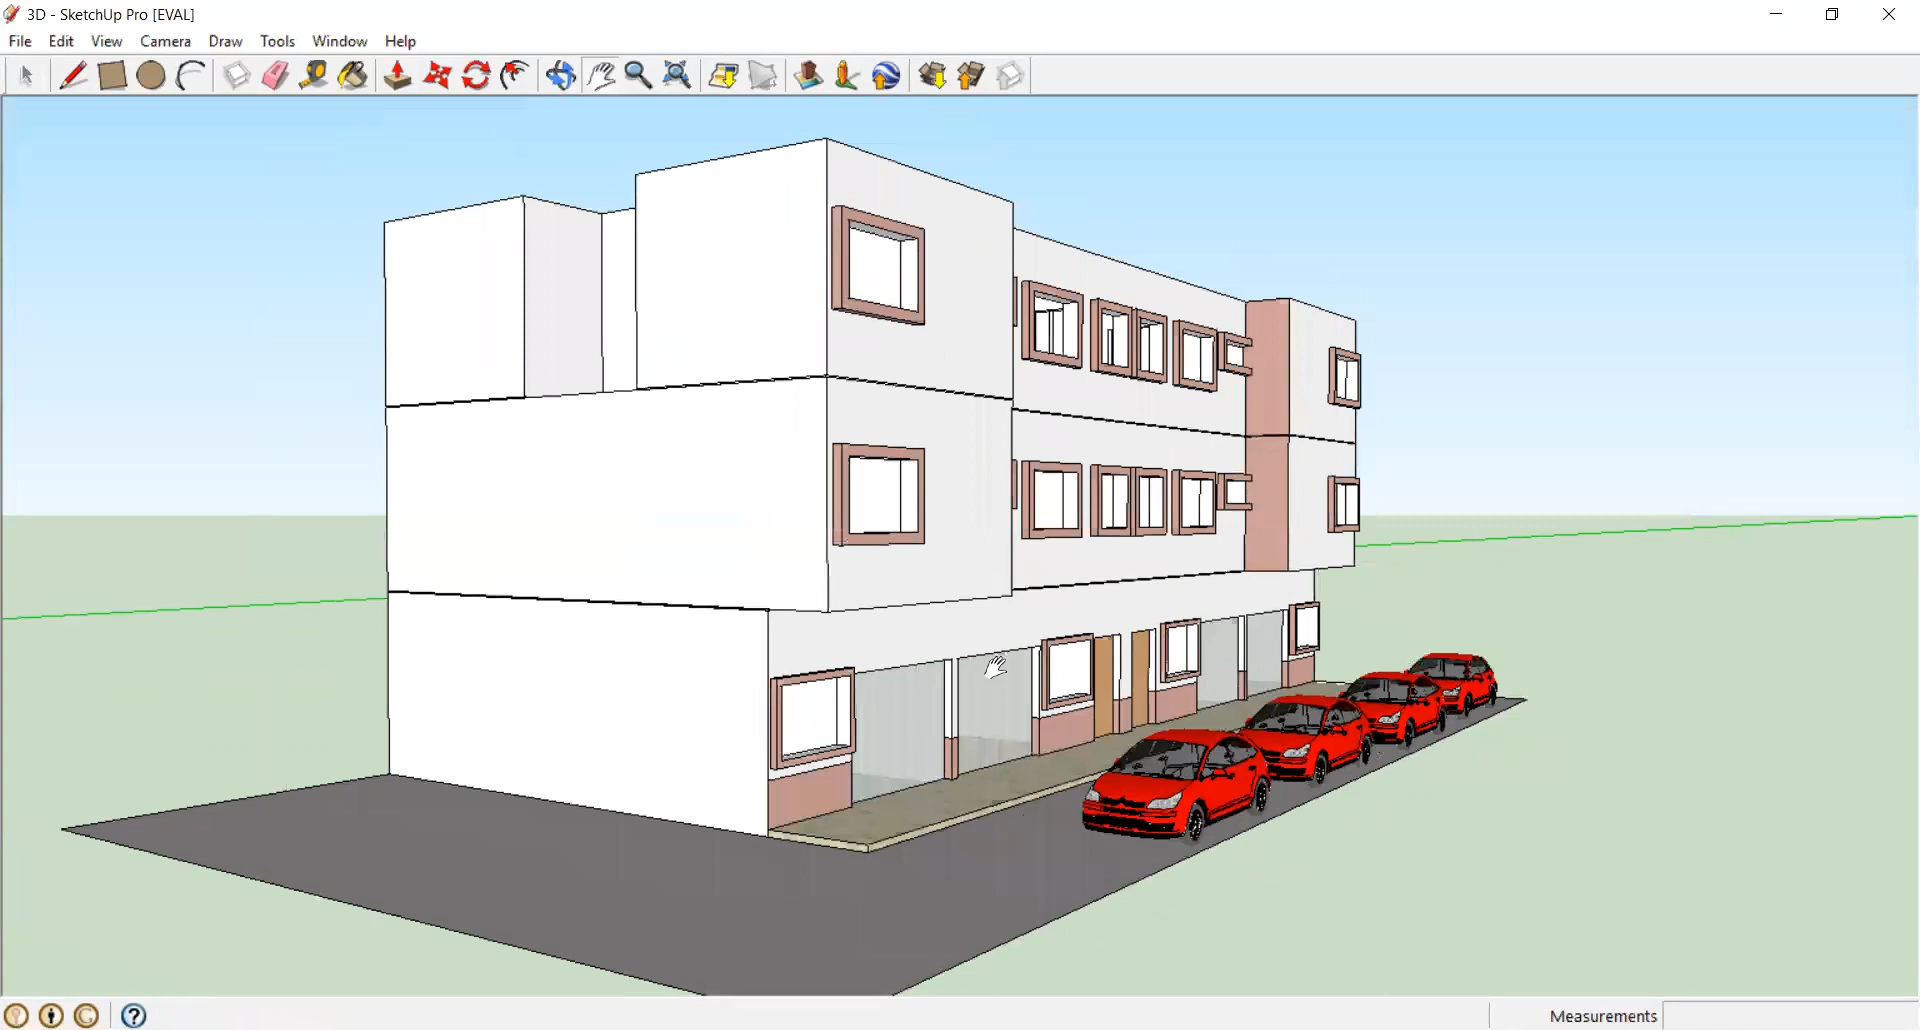 3D - SketchUp Pro [EVAL]
File Edit View Camera Draw Tools Window Help
Measurements